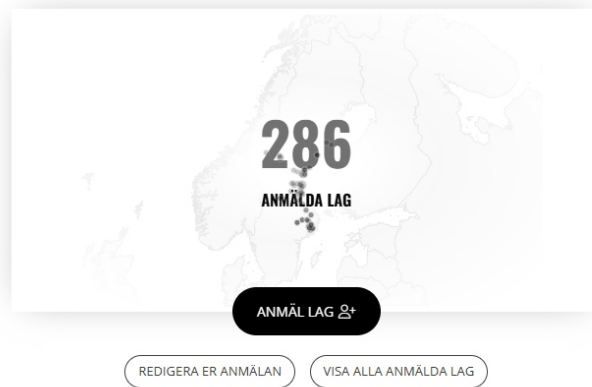 286
ANMÄLDA LAG
ANMÄL LAG
REDIGERA ER ANMÄLAN
VISA ALLA ANMÄLDA LAG